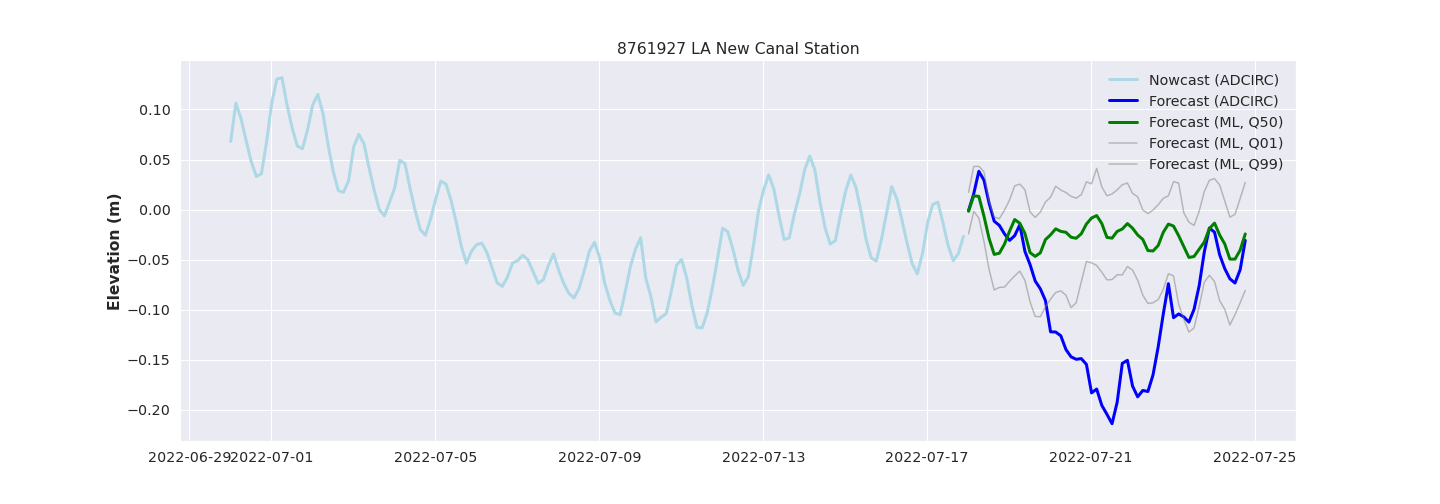 8761927 LA New Canal Station
Nowcast (ADCIRC)
Forecast (ADCIRC)
Forecast (ML, Q50)
Forecast (ML, Q01)
Forecast (ML, Q99)
Elevation (m)
0.10
0.05
0.00
−0.05
−0.10
−0.15
−0.20
2022-06-29 2022-07-01 2022-07-05 2022-07-09 2022-07-13 2022-07-17 2022-07-21 2022-07-25